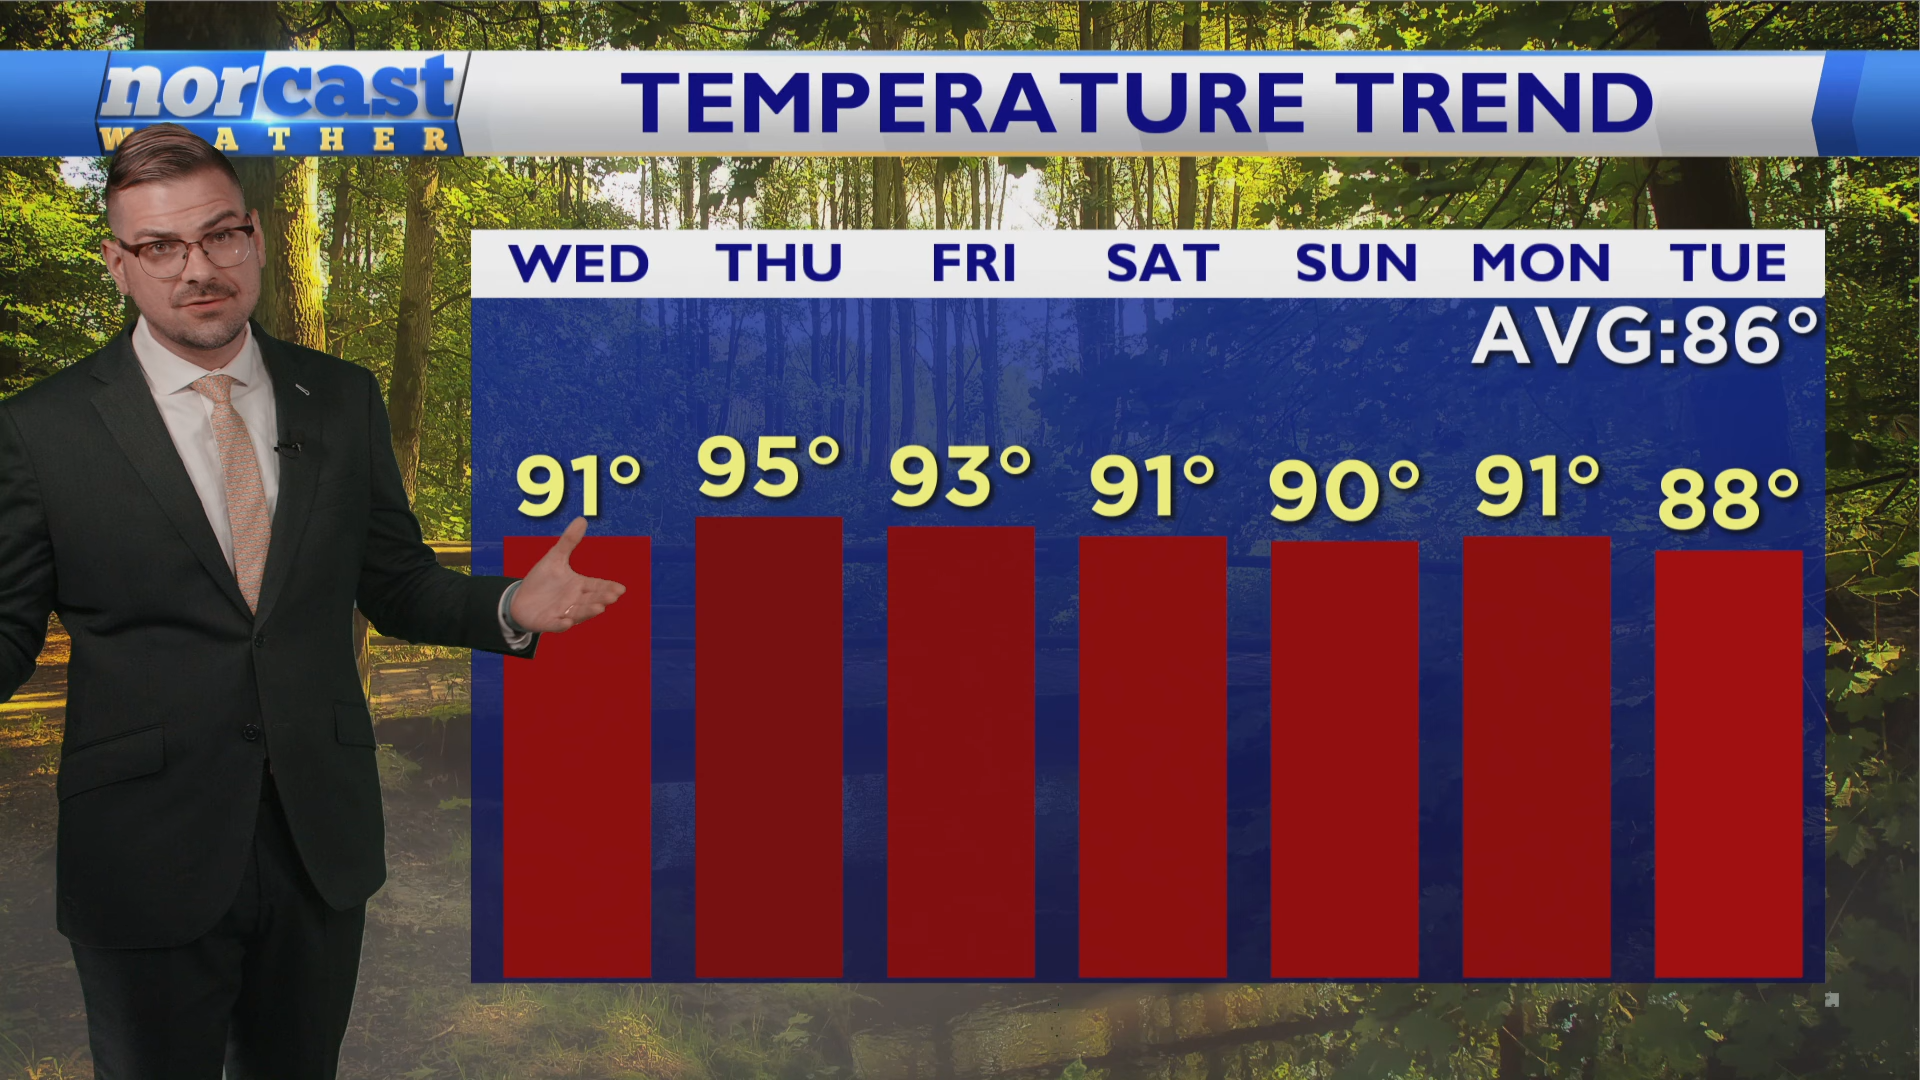 norcast
WEATHER
TEMPERATURE TREND
WED THU FRI SAT SUN MON TUE
AVG:86°
91° 95° 93° 91° 90° 91° 88°